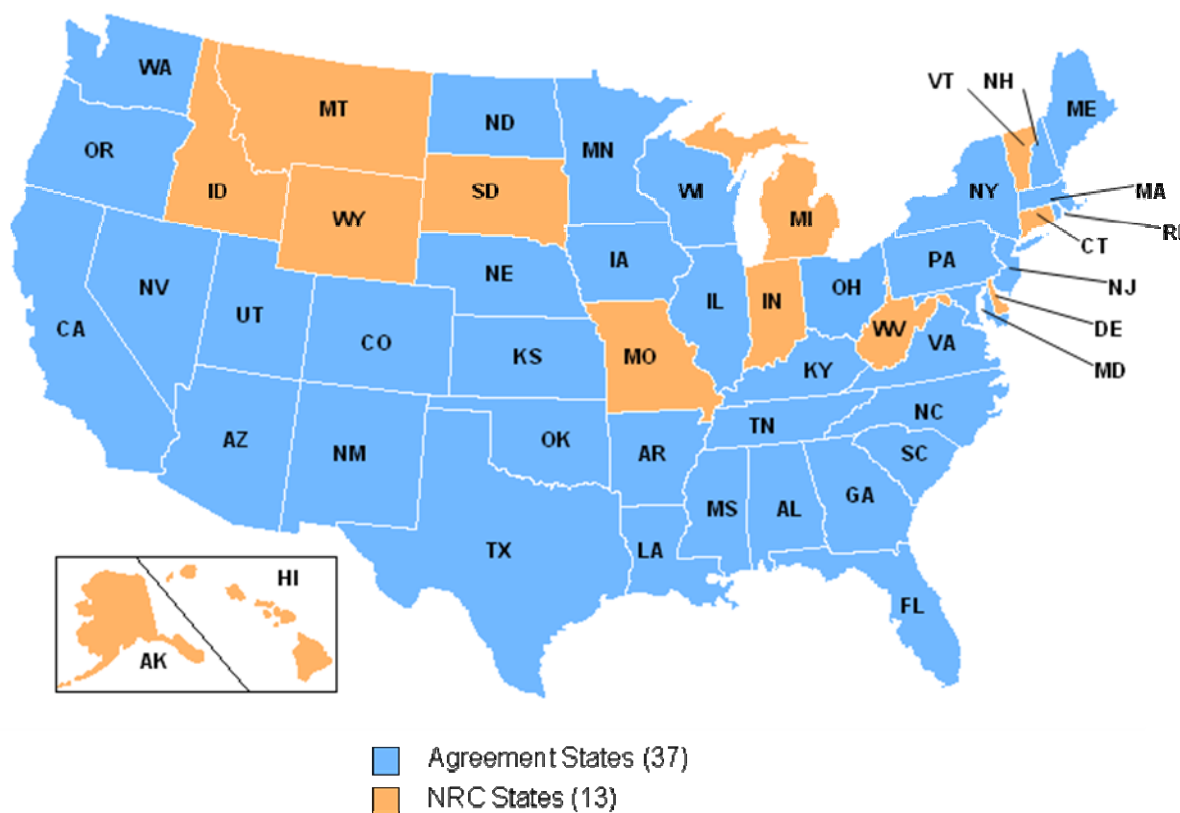 WA
MT
ND
MN
VT
NH
ME
OR
ID
SD
WI
NY
MA
WY
MI
RI
CT
NE
IA
PA
NV
UT
IL
IN
OH
NJ
CA
CO
KS
MO
WV
VA
DE
KY
MD
AZ
NM
OK
AR
TN
NC
SC
TX
LA
MS
AL
GA
FL
HI
AK
Agreement States (37)
NRC States (13)